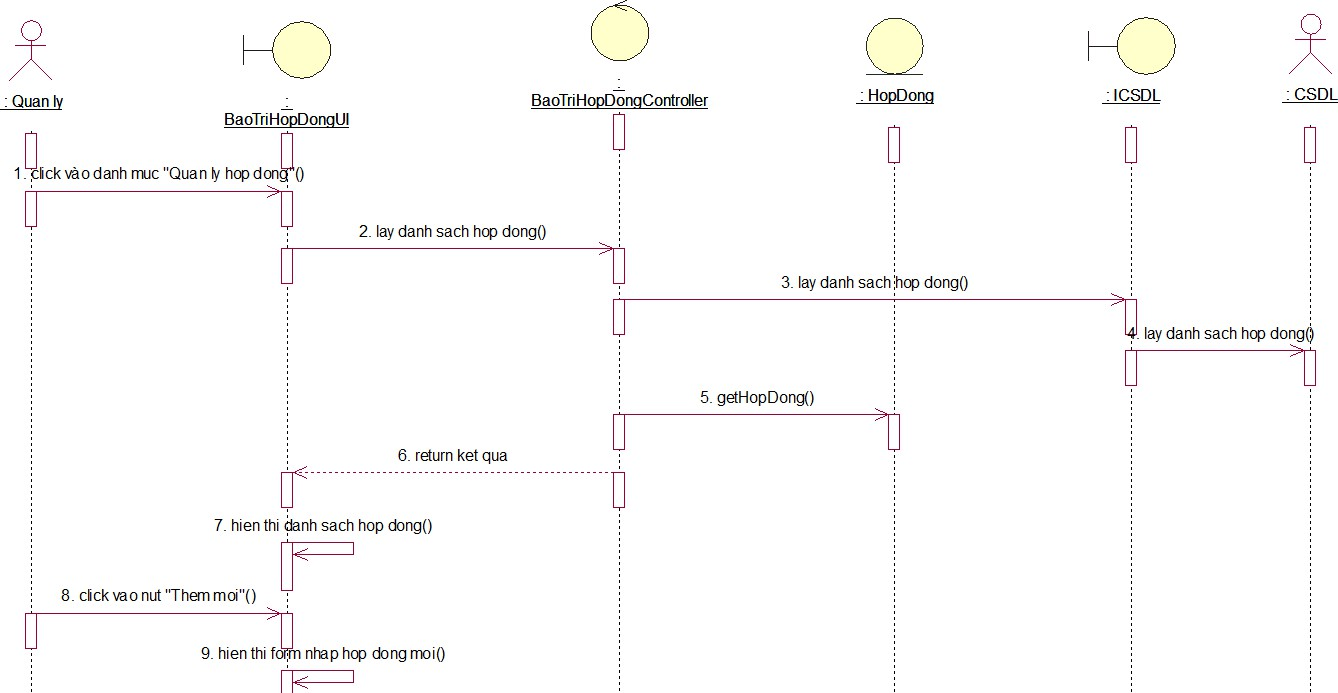 : Quan ly
:
BaoTriHopDongUI
:
BaoTriHopDongController
: HopDong
: ICSDL
: CSDL
1. click vào danh muc "Quan ly hop dong"()
2. lay danh sach hop dong()
3. lay danh sach hop dong()
4. lay danh sach hop dong()
5. getHopDong()
6. return ket qua
7. hien thi danh sach hop dong()
8. click vao nut "Them moi"()
9. hien thi form nhap hop dong moi()